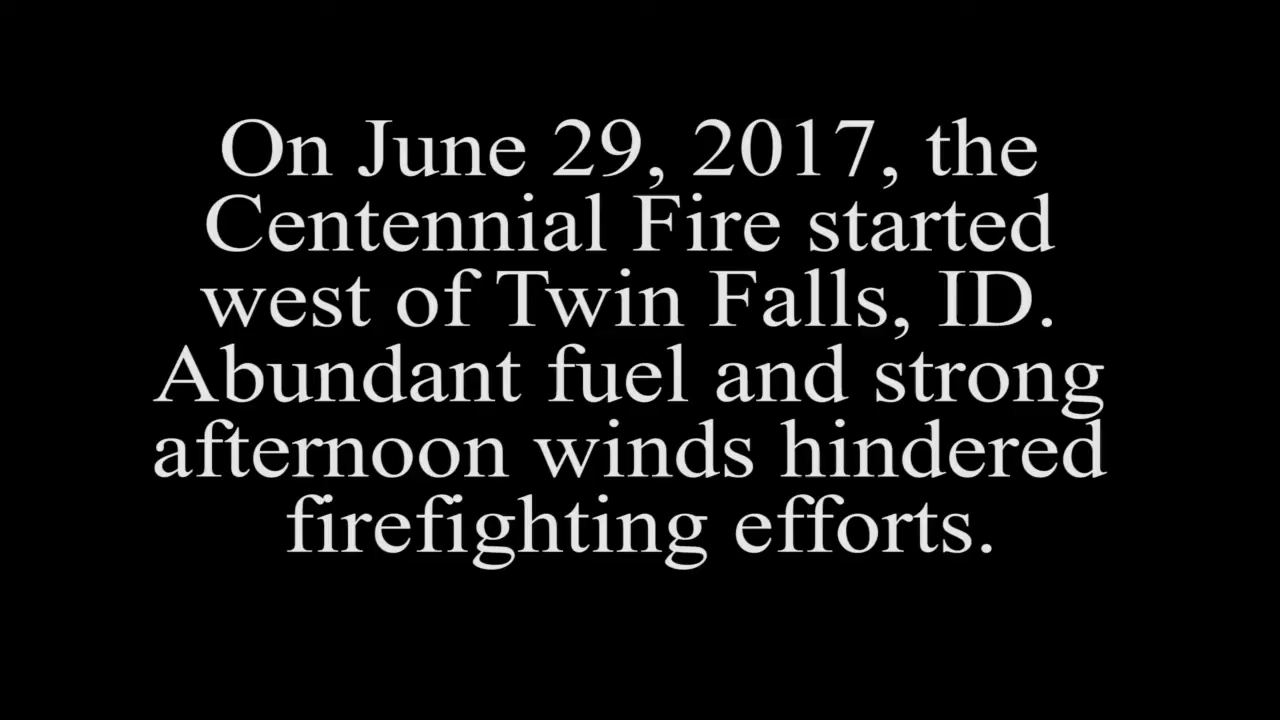 On June 29, 2017, the
Centennial Fire started
west of Twin Falls, ID.
Abundant fuel and strong
afternoon winds hindered
firefighting efforts.